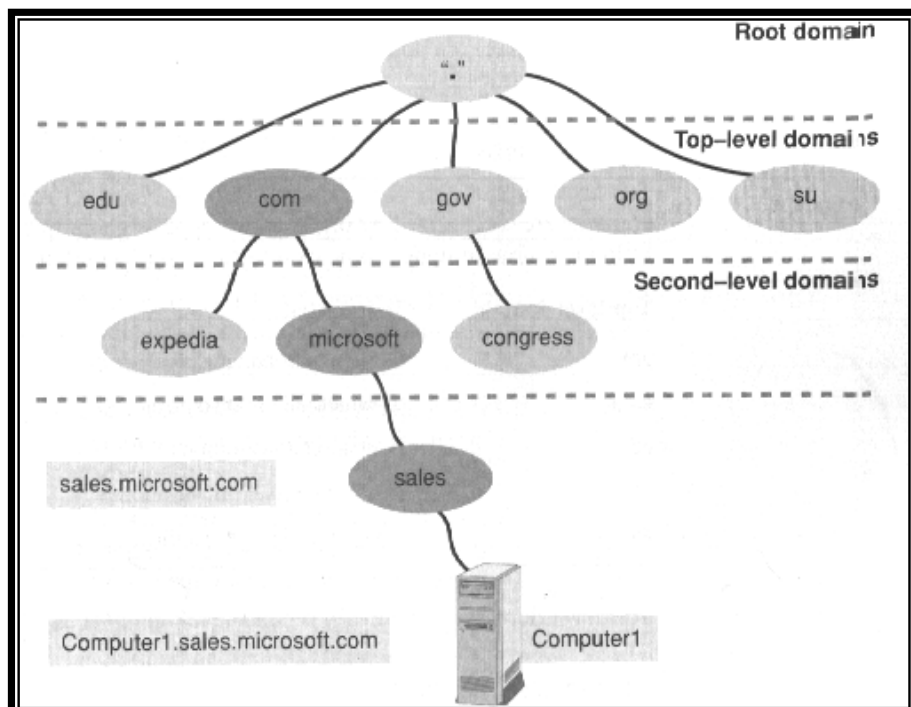 Root domain
“.”
Top–level domains
edu
com
gov
org
su
Second–level domains
expedia
microsoft
congress
sales
sales.microsoft.com
Computer1.sales.microsoft.com
Computer1